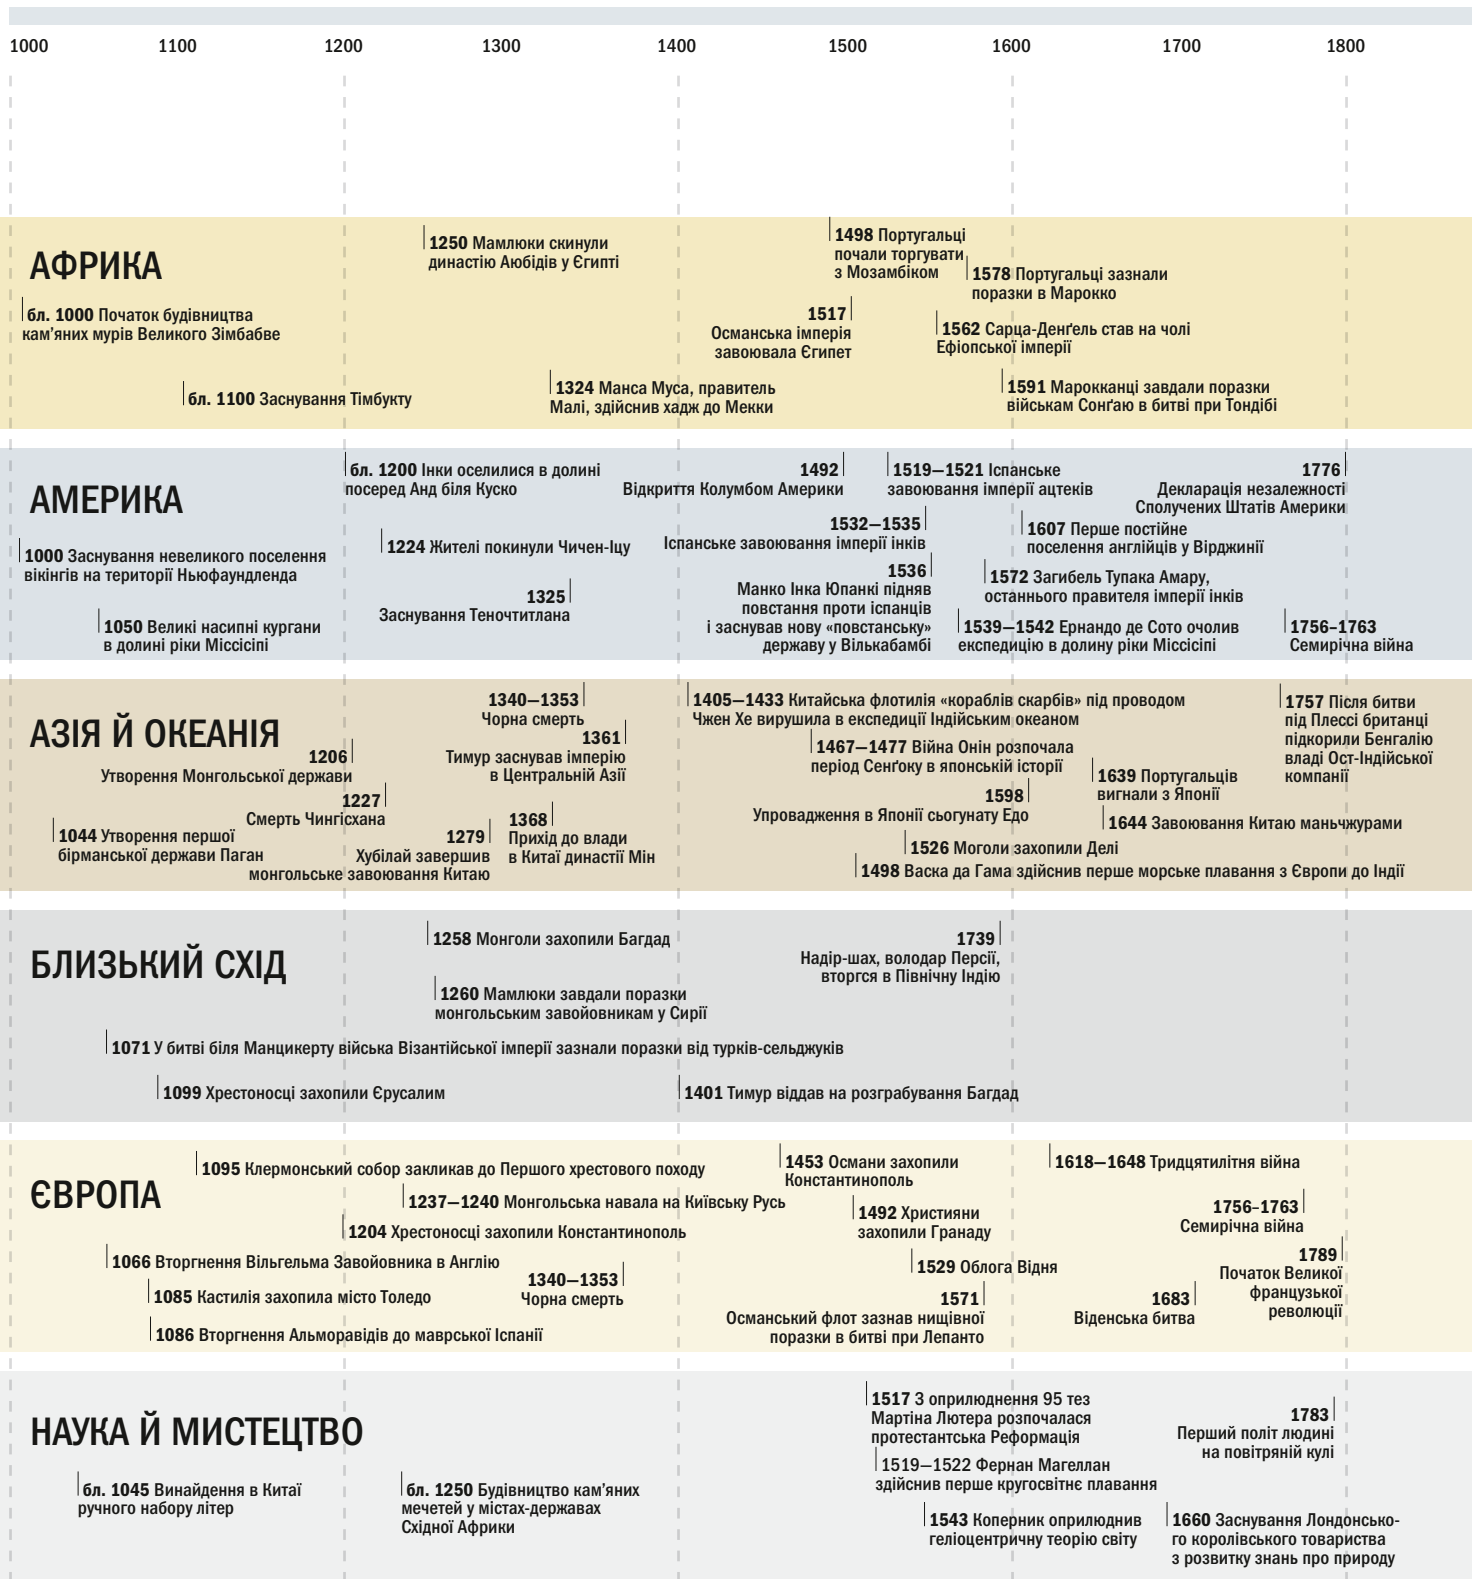 1000 1100 1200 1300 1400 1500 1600 1700 1800
АФРИКА
бл. 1000 Початок будівництва
кам’яних мурів Великого Зімбабве
бл. 1100 Заснування Тімбукту
1250 Мамлюки скинули
династію Аюбідів у Єгипті
1324 Манса Муса, правитель
Малі, здійснив хадж до Мекки
1498 Португальці
почали торгувати
з Мозамбіком
1517
Османська імперія
завоювала Єгипет
1578 Португальці зазнали
поразки в Марокко
1562 Сарца-Денґель став на чолі
Ефіопської імперії
1591 Марокканці завдали поразки
військам Сонґаю в битві при Тондібі
АМЕРИКА
1000 Заснування невеликого поселення
вікінгів на території Ньюфаундленда
1050 Великі насипні кургани
в долині ріки Міссісіпі
бл. 1200 Інки оселилися в долині
посеред Анд біля Куско
1224 Жителі покинули Чичен-Іцу
1325
Заснування Теночтитлана
1492
Відкриття Колумбом Америки
1532–1535
Іспанське завоювання імперії інків
1536
Манко Інка Юпанкі підняв
повстання проти іспанців
і заснував нову «повстанську»
державу у Вількабамбі
1519–1521 Іспанське
завоювання імперії ацтеків
1607 Перше постійне
поселення англійців у Вірджинії
1572 Загибель Тупака Амару,
останнього правителя імперії інків
1539–1542 Ернандо де Сото очолив
експедицію в долину ріки Міссісіпі
1776
Декларація незалежності
Сполучених Штатів Америки
1756-1763
Семирічна війна
АЗІЯ Й ОКЕАНІЯ
1044 Утворення першої
бірманської держави Паган
1206
Утворення Монгольської держави
1227
Смерть Чингісхана
1279
Хубілай завершив
монгольське завоювання Китаю
1340–1353
Чорна смерть
1361
Тимур заснував імперію
в Центральній Азії
1368
Прихід до влади
в Китаї династії Мін
1405–1433 Китайська флотилія «кораблів скарбів» під проводом
Чжен Хе вирушила в експедиції Індійським океаном
1467–1477 Війна Онін розпочала
період Сенґоку в японській історії
1598
Упровадження в Японії сьогунату Едо
1526 Моголи захопили Делі
1498 Васка да Гама здійснив перше морське плавання з Європи до Індії
1639 Португальців
вигнали з Японії
1644 Завоювання Китаю маньчжурами
1757 Після битви
під Плессі британці
підкорили Бенгалію
владі Ост-Індійської
компанії
БЛИЗЬКИЙ СХІД
1258 Монголи захопили Багдад
1260 Мамлюки завдали поразки
монгольським завойовникам у Сирії
1071 У битві біля Манцикерту війська Візантійської імперії зазнали поразки від турків-сельджуків
1099 Хрестоносці захопили Єрусалим
1401 Тимур віддав на розграбування Багдад
1739
Надір-шах, володар Персії,
вторгся в Північну Індію
ЄВРОПА
1095 Клермонський собор закликав до Першого хрестового походу
1237–1240 Монгольська навала на Київську Русь
1204 Хрестоносці захопили Константинополь
1066 Вторгнення Вільгельма Завойовника в Англію
1085 Кастилія захопила місто Толедо
1086 Вторгнення Альморавідів до маврської Іспанії
1340–1353
Чорна смерть
1453 Османи захопили
Константинополь
1492 Християни
захопили Гранаду
1529 Облога Відня
1571
Османський флот зазнав нищівної
поразки в битві при Лепанто
1618–1648 Тридцятилітня війна
1756-1763
Семирічна війна
1683
Віденська битва
1789
Початок Великої
французької
революції
НАУКА Й МИСТЕЦТВО
бл. 1045 Винайдення в Китаї
ручного набору літер
бл. 1250 Будівництво кам’яних
мечетей у містах-державах
Східної Африки
1517 З оприлюднення 95 тез
Мартіна Лютера розпочалася
протестантська Реформація
1519–1522 Фернан Магеллан
здійснив перше кругосвітнє плавання
1543 Коперник оприлюднив
геліоцентричну теорію світу
1783
Перший політ людині
на повітряній кулі
1660 Заснування Лондонсько-
го королівського товариства
з розвитку знань про природу